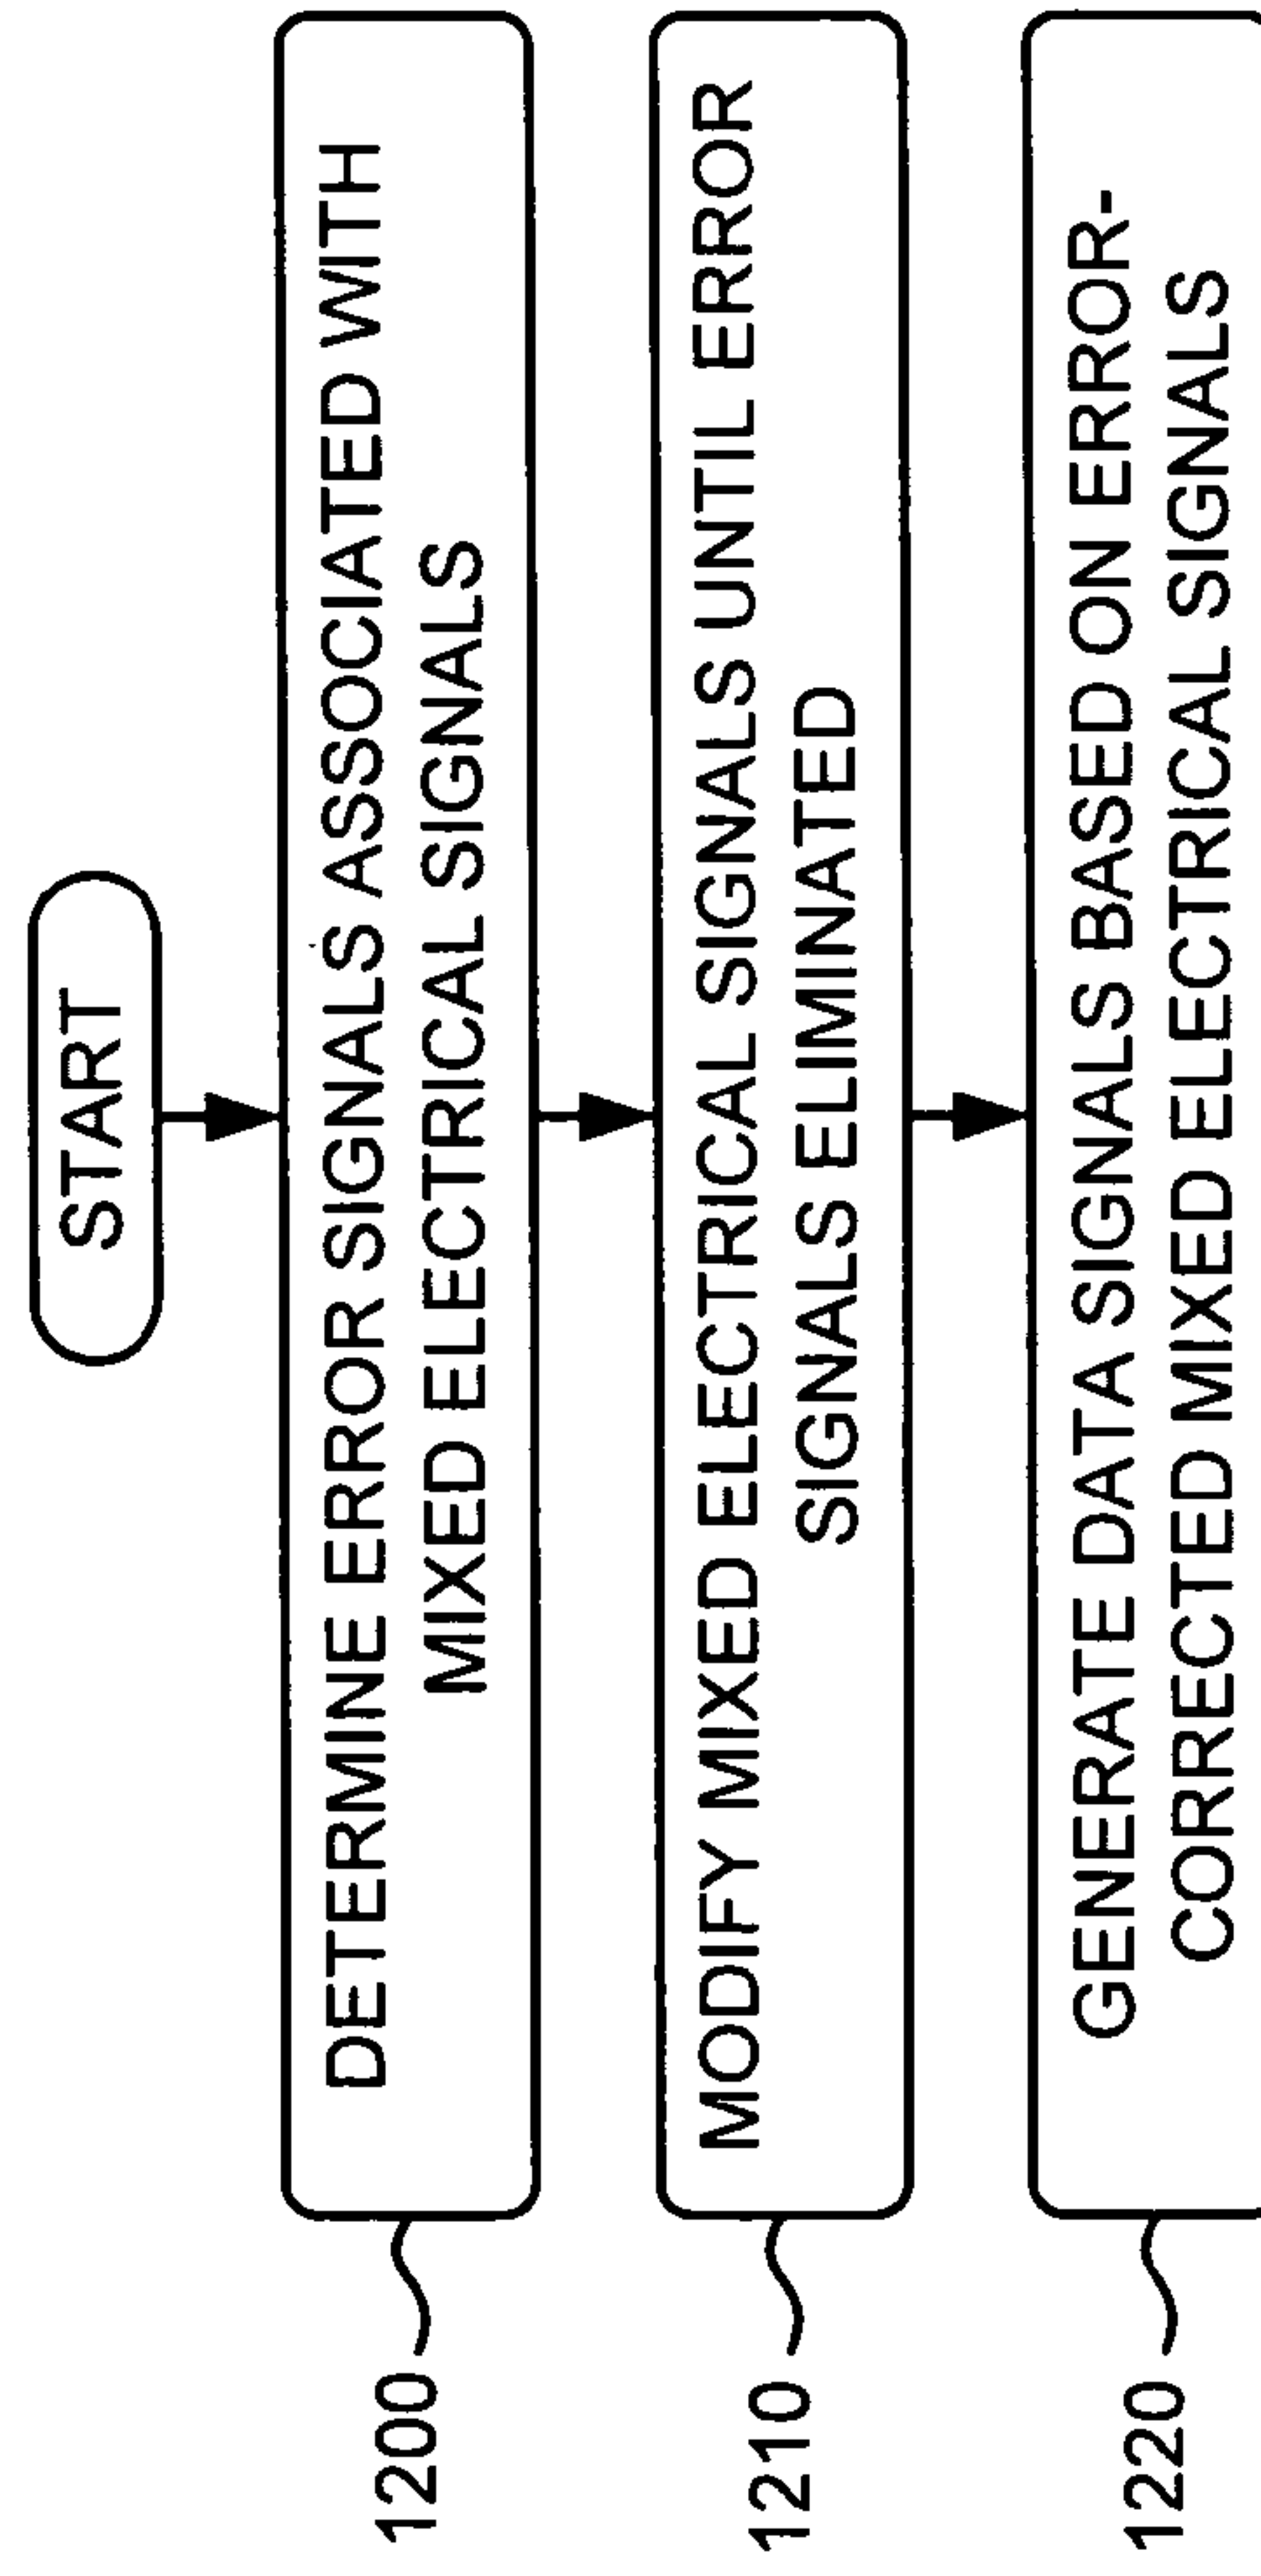 START
DETERMINE ERROR SIGNALS ASSOCIATED WITH
MIXED ELECTRICAL SIGNALS
1200
MODIFY MIXED ELECTRICAL SIGNALS UNTIL ERROR
SIGNALS ELIMINATED
1210
GENERATE DATA SIGNALS BASED ON ERROR-
CORRECTED MIXED ELECTRICAL SIGNALS
1220